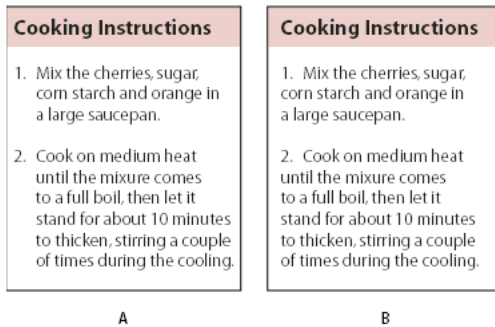 Cooking Instructions
1. Mix the cherries, sugar,
corn starch and orange in
a large saucepan.
2. Cook on medium heat
until the mixure comes
to a full boil, then let it
stand for about 10 minutes
to thicken, stirring a couple
of times during the cooling.
A
Cooking Instructions
1. Mix the cherries, sugar,
corn starch and orange in
a large saucepan.
2. Cook on medium heat
until the mixure comes
to a full boil, then let it
stand for about 10 minutes
to thicken, stirring a couple
of times during the cooling.
B